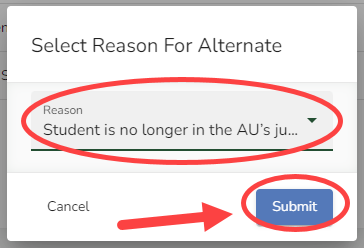 Select Reason For Alternate
Reason
Student is no longer in the AU's ju...
Cancel
Submit